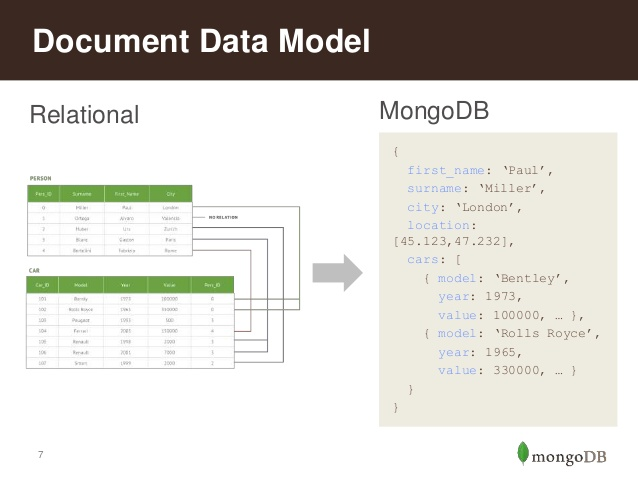 Document Data Model
Relational
MongoDB
PERSON
Pers_ID Surname First_Name City
0 Miller Paul London
1 Ortega Alvaro Valencia
NO RELATION
2 Huber Urs Zurich
3 Blanc Gaston Paris
4 Bertolini Fabrizio Rome
CAR
Car_ID Model Year Value Pers_ID
101 Bently 1973 100000 0
102 Rolls Royce 1965 330000 0
103 Peugeot 1993 500 3
104 Ferrari 2005 150000 4
105 Renault 1998 2000 3
106 Renault 2001 7000 3
107 Smart 1999 2000 2
{
first_name: ‘Paul’,
surname: ‘Miller’,
city: ‘London’,
location:
[45.123,47.232],
cars: [
{ model: ‘Bentley’,
year: 1973,
value: 100000, … },
{ model: ‘Rolls Royce’,
year: 1965,
value: 330000, … }
}
}
7
mongoDB